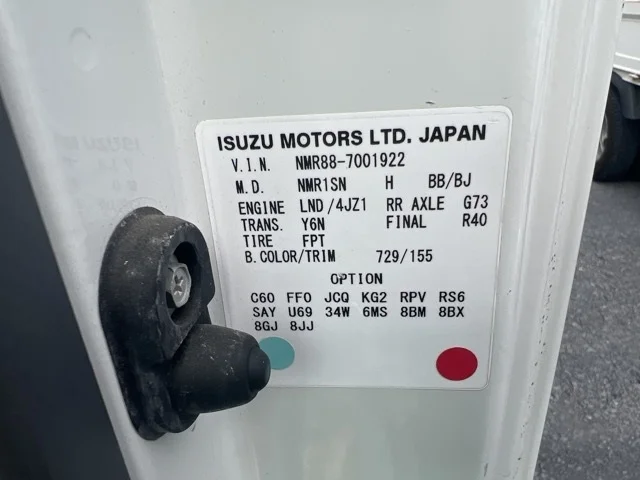 ISUZU MOTORS LTD. JAPAN
V.I.N. NMR88-7001922
M.D. NMR1SN H BB/BJ
ENGINE LND/4JZ1 RR AXLE G73
TRANS. Y6N FINAL R40
TIRE FPT
B.COLOR/TRIM 729/155
OPTION
C60 FF0 JCQ KG2 RPV RS6
SAY U69 34W 6MS 8BM 8BX
8GJ 8JJ